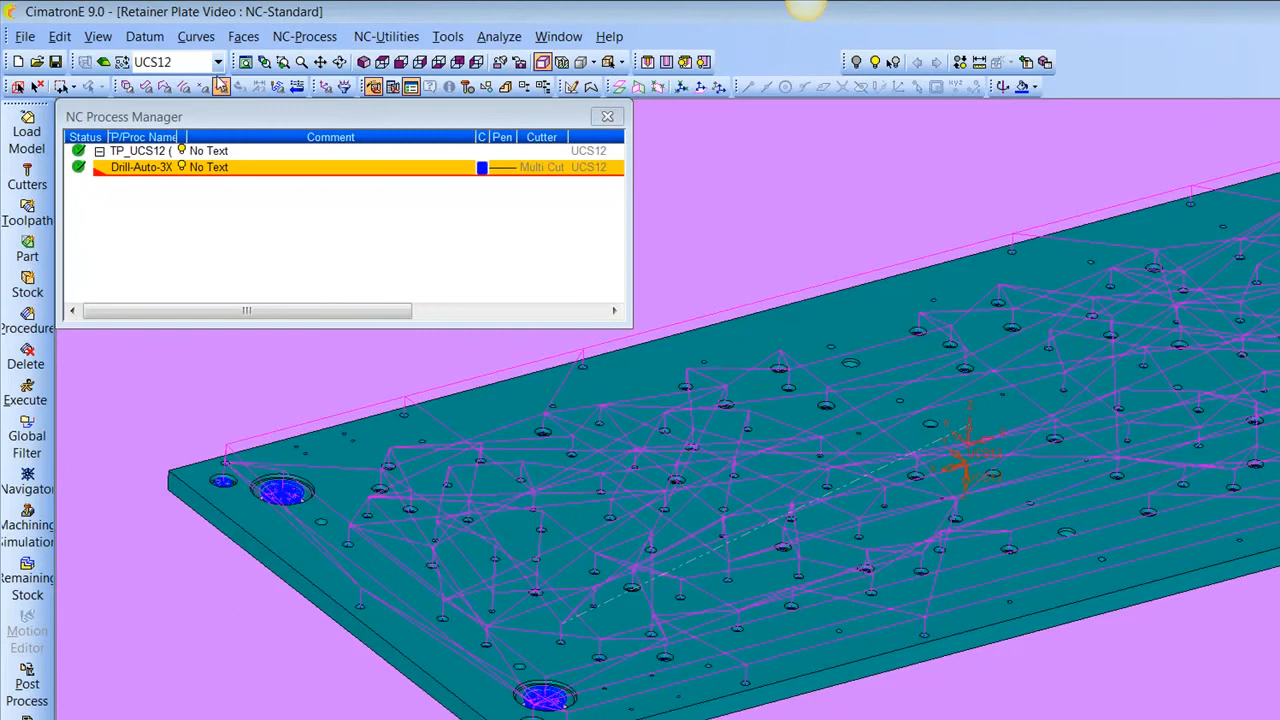 CimatronE 9.0 - [Retainer Plate Video : NC-Standard]
File Edit View Datum Curves Faces NC-Process NC-Utilities Tools Analyze Window Help
UCS12
NC Process Manager
Status TP/Proc Name Comment C Pen Cutter
TP_UCS12 ( No Text UCS12
Drill-Auto-3X No Text Multi Cut UCS12
Load
Model
Cutters
Toolpath
Part
Stock
Procedure
Delete
Execute
Global
Filter
Navigator
Machining
Simulation
Remaining
Stock
Motion
Editor
Post
Process